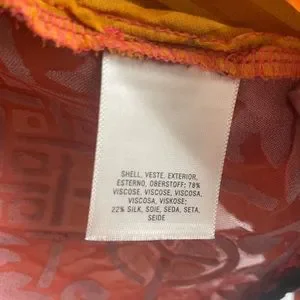 SHELL, VESTE, EXTERIOR,
ESTERNO, OBERSTOFF; 78%
VISCOSE, VISCOSE, VISCOSA,
VISCOSA, VISKOSE;
22% SILK, SOIE, SEDA, SETA,
SEIDE